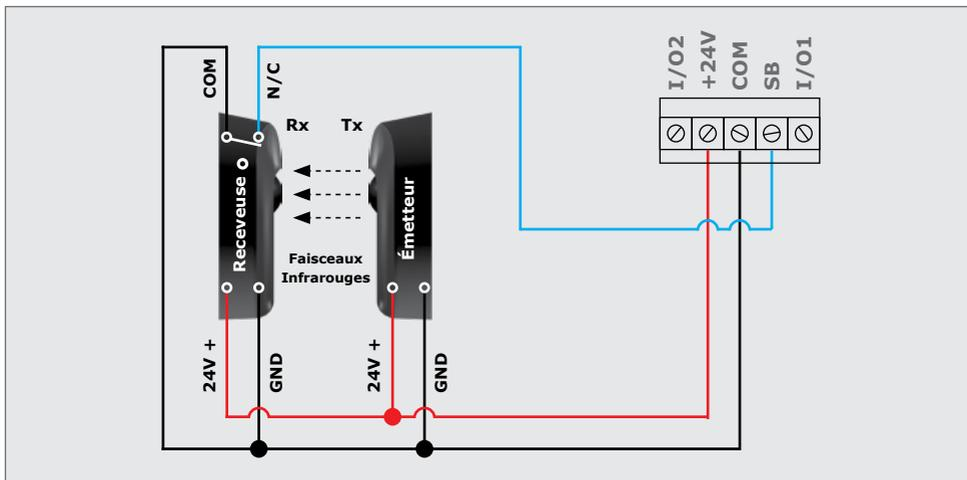 COM
N/C
Rx
Tx
I/O2
+24V
COM
SB
I/O1
Receveuse
Émetteur
Faisceaux
Infrarouges
24V +
GND
24V +
GND